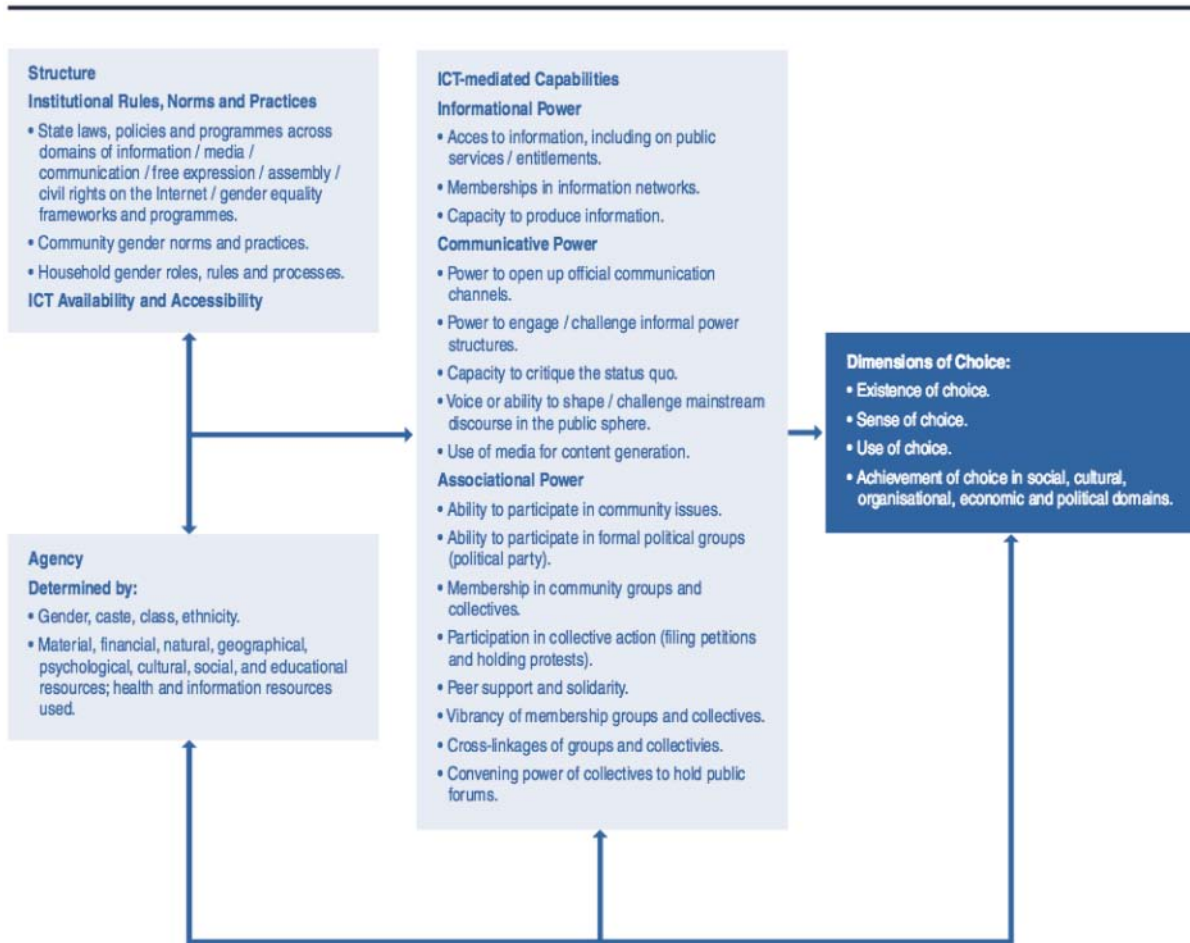 Structure
Institutional Rules, Norms and Practices
• State laws, policies and programmes across
domains of information / media /
communication / free expression / assembly /
civil rights on the Internet / gender equality
frameworks and programmes.
• Community gender norms and practices.
• Household gender roles, rules and processes.
ICT Availability and Accessibility
Agency
Determined by:
• Gender, caste, class, ethnicity.
• Material, financial, natural, geographical,
psychological, cultural, social, and educational
resources; health and information resources
used.
ICT-mediated Capabilities
Informational Power
• Acces to information, including on public
services / entitlements.
• Memberships in information networks.
• Capacity to produce information.
Communicative Power
• Power to open up official communication
channels.
• Power to engage / challenge informal power
structures.
• Capacity to critique the status quo.
• Voice or ability to shape / challenge mainstream
discourse in the public sphere.
• Use of media for content generation.
Associational Power
• Ability to participate in community issues.
• Ability to participate in formal political groups
(political party).
• Membership in community groups and
collectives.
• Participation in collective action (filing petitions
and holding protests).
• Peer support and solidarity.
• Vibrancy of membership groups and collectives.
• Cross-linkages of groups and collectivies.
• Convening power of collectives to hold public
forums.
Dimensions of Choice:
• Existence of choice.
• Sense of choice.
• Use of choice.
• Achievement of choice in social, cultural,
organisational, economic and political domains.